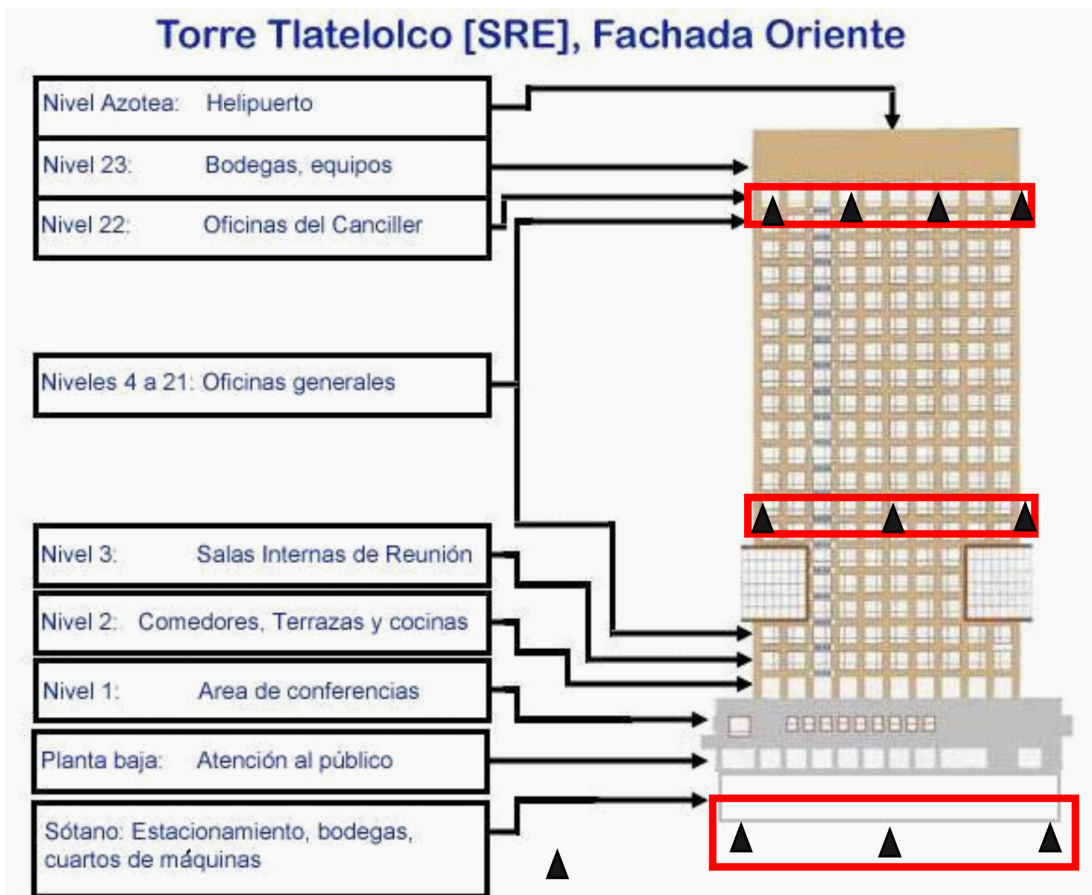 Torre Tlatelolco [SRE], Fachada Oriente
Nivel Azotea: Helipuerto
Nivel 23: Bodegas, equipos
Nivel 22: Oficinas del Canciller
Niveles 4 a 21: Oficinas generales
Nivel 3: Salas Internas de Reunión
Nivel 2: Comedores, Terrazas y cocinas
Nivel 1: Area de conferencias
Planta baja: Atención al público
Sótano: Estacionamiento, bodegas,
cuartos de máquinas